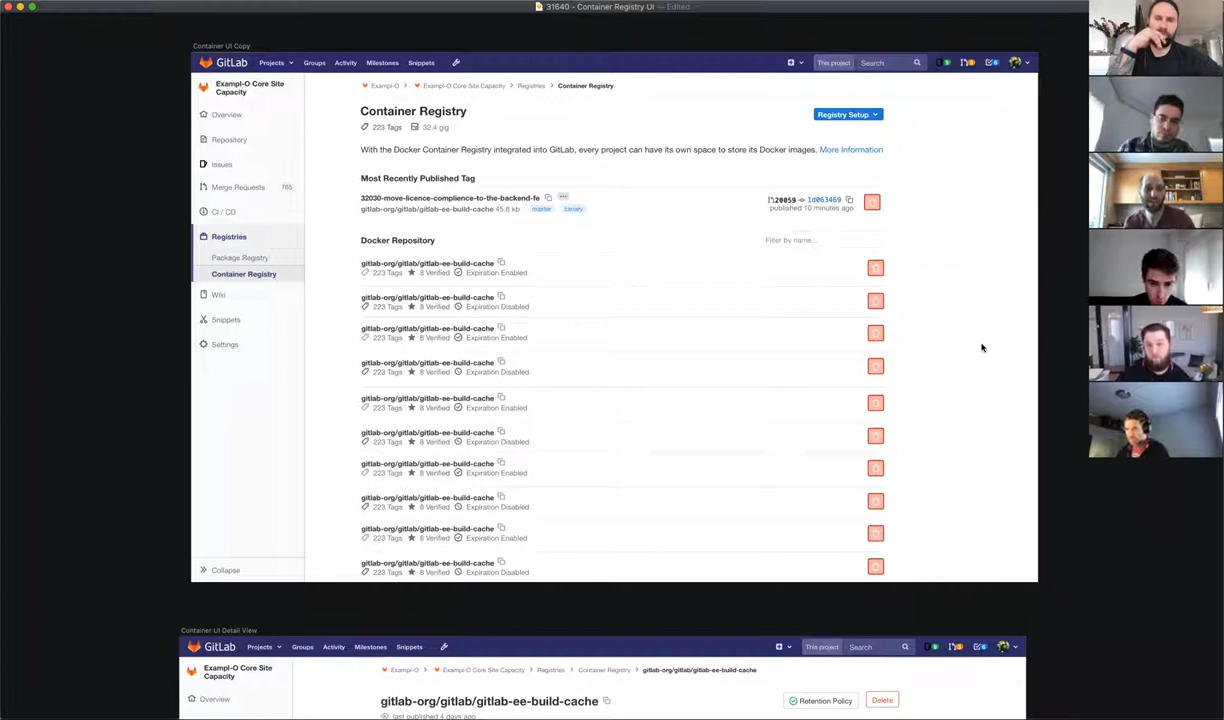 31640 - Container Registry UI — Edited
Container UI Copy
GitLab Projects Groups Activity Milestones Snippets This project Search
Exampl-O Core Site Capacity
Overview
Repository
Issues
Merge Requests 765
CI / CD
Registries
Package Registry
Container Registry
Wiki
Snippets
Settings
Collapse
Exampl-O > Exampl-O Core Site Capacity > Registries > Container Registry
Container Registry
Registry Setup
223 Tags 32.4 gig
With the Docker Container Registry integrated into GitLab, every project can have its own space to store its Docker images. More Information
Most Recently Published Tag
32030-move-licence-complience-to-the-backend-fe
gitlab-org/gitlab/gitlab-ee-build-cache 45.6 kb master canary
20059 1d063469
published 10 minutes ago
Docker Repository
Filter by name...
gitlab-org/gitlab/gitlab-ee-build-cache
223 Tags 8 Verified Expiration Enabled
gitlab-org/gitlab/gitlab-ee-build-cache
223 Tags 8 Verified Expiration Disabled
gitlab-org/gitlab/gitlab-ee-build-cache
223 Tags 8 Verified Expiration Enabled
gitlab-org/gitlab/gitlab-ee-build-cache
223 Tags 8 Verified Expiration Disabled
gitlab-org/gitlab/gitlab-ee-build-cache
223 Tags 8 Verified Expiration Enabled
gitlab-org/gitlab/gitlab-ee-build-cache
223 Tags 8 Verified Expiration Disabled
gitlab-org/gitlab/gitlab-ee-build-cache
223 Tags 8 Verified Expiration Enabled
gitlab-org/gitlab/gitlab-ee-build-cache
223 Tags 8 Verified Expiration Disabled
gitlab-org/gitlab/gitlab-ee-build-cache
223 Tags 8 Verified Expiration Enabled
gitlab-org/gitlab/gitlab-ee-build-cache
223 Tags 8 Verified Expiration Disabled
Container UI Detail View
GitLab Projects Groups Activity Milestones Snippets This project Search
Exampl-O Core Site Capacity
Overview
Exampl-O > Exampl-O Core Site Capacity > Registries > Container Registry > gitlab-org/gitlab/gitlab-ee-build-cache
gitlab-org/gitlab/gitlab-ee-build-cache
Retention Policy
Delete
last published 4 days ago